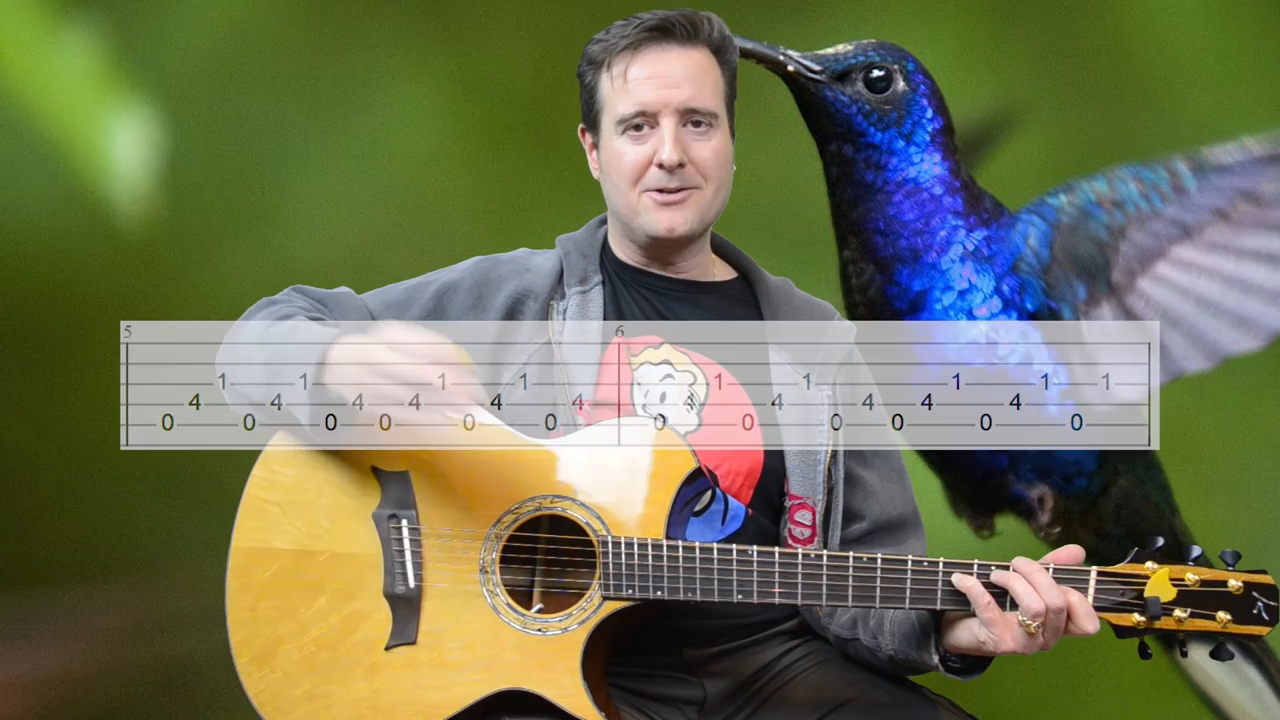 5 6
1 1 1 1 1 1 1 1 1
4 4 4 4 4 4 4 4 4 4 4
0 0 0 0 0 0 0 0 0 0 0 0